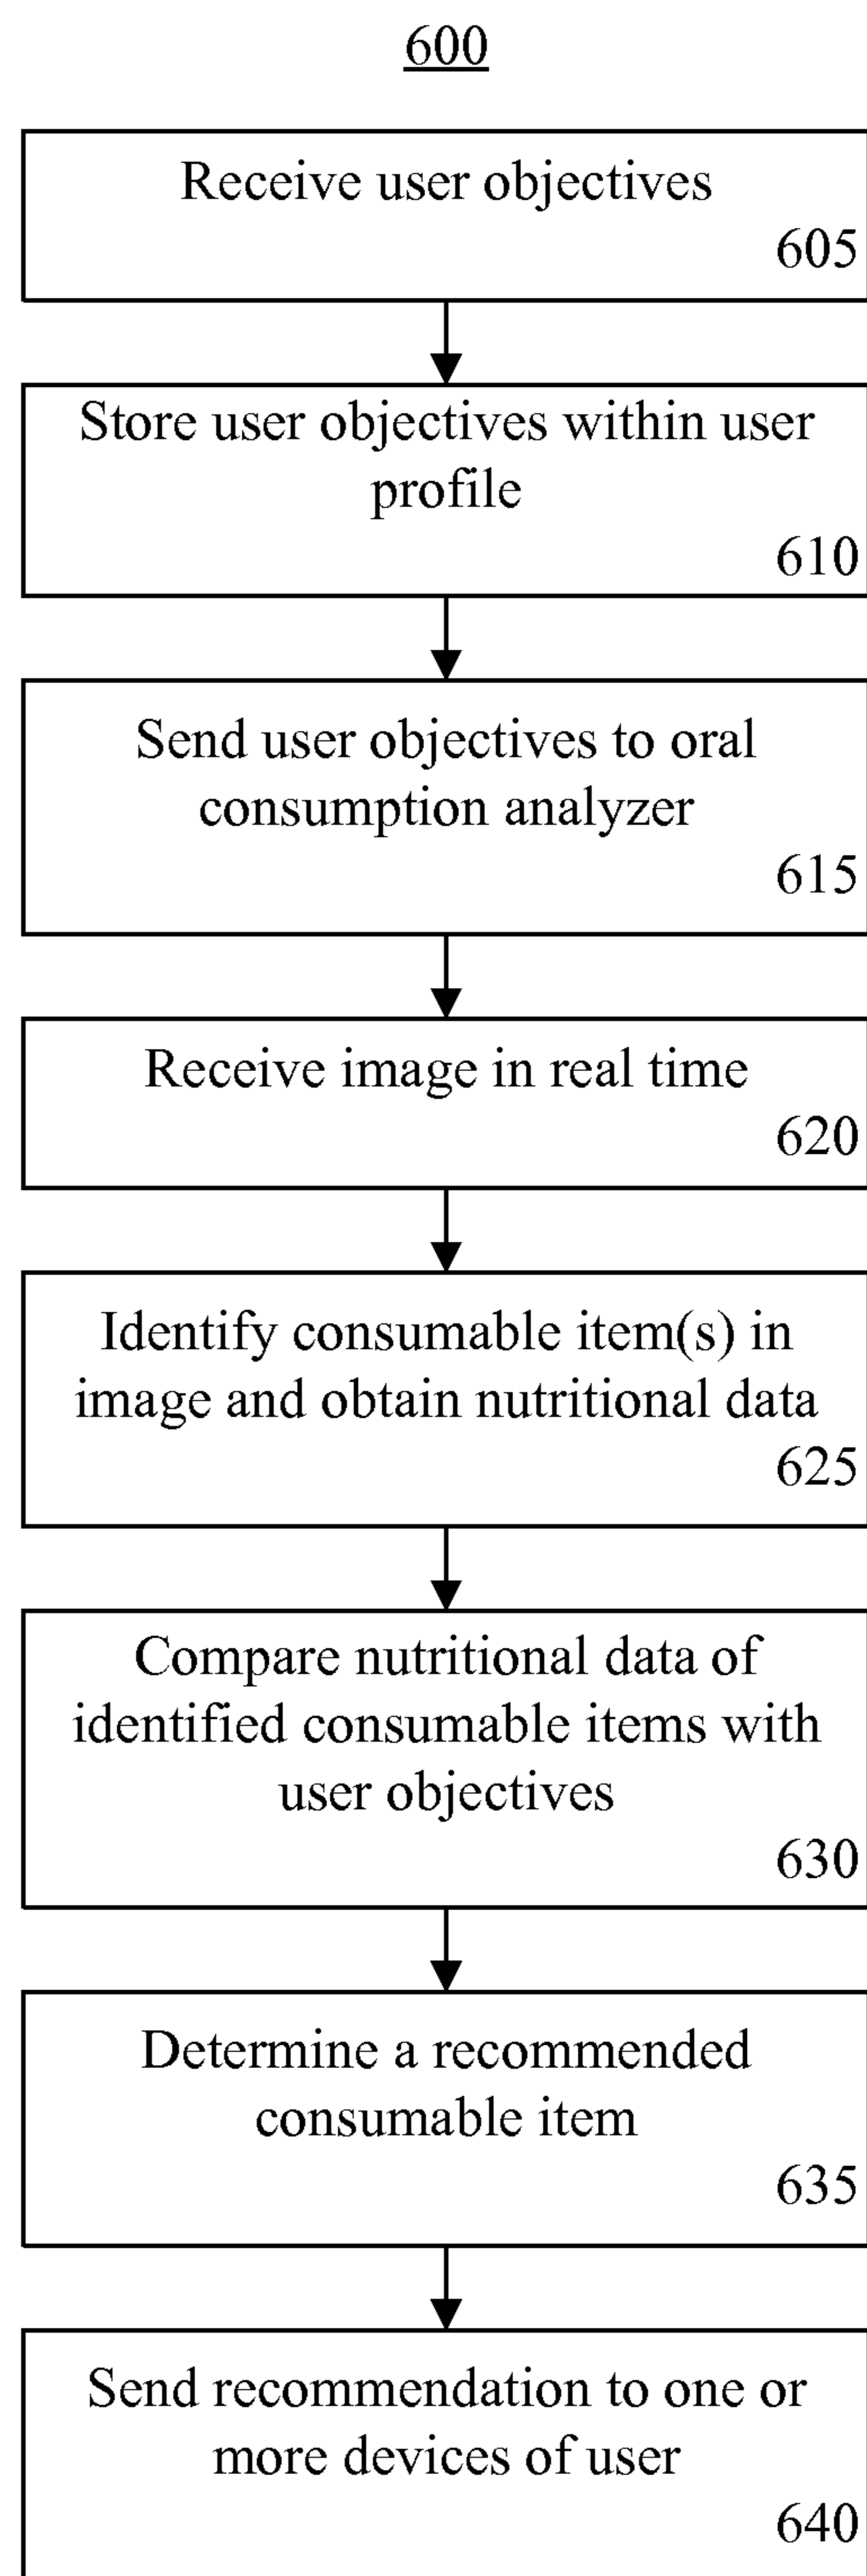 600
Receive user objectives
605
Store user objectives within user
profile
610
Send user objectives to oral
consumption analyzer
615
Receive image in real time
620
Identify consumable item(s) in
image and obtain nutritional data
625
Compare nutritional data of
identified consumable items with
user objectives
630
Determine a recommended
consumable item
635
Send recommendation to one or
more devices of user
640